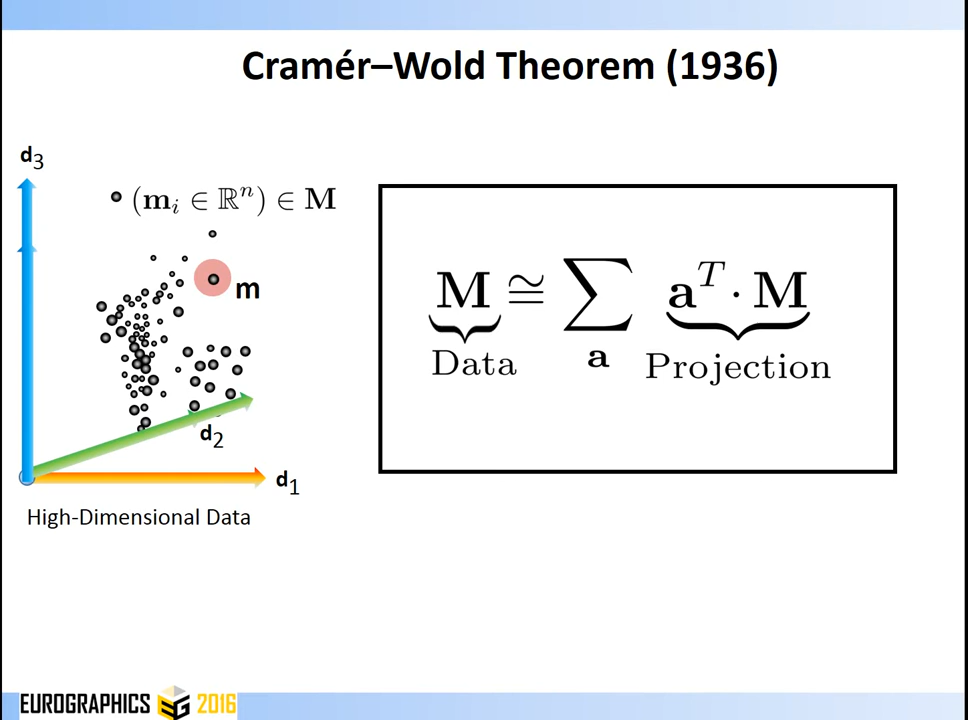 Cramér–Wold Theorem (1936)
d₃
(mᵢ ∈ ℝⁿ) ∈ M
m
M ≅ ∑ aᵀ · M
Data a Projection
d₂
d₁
High-Dimensional Data
EUROGRAPHICS 2016